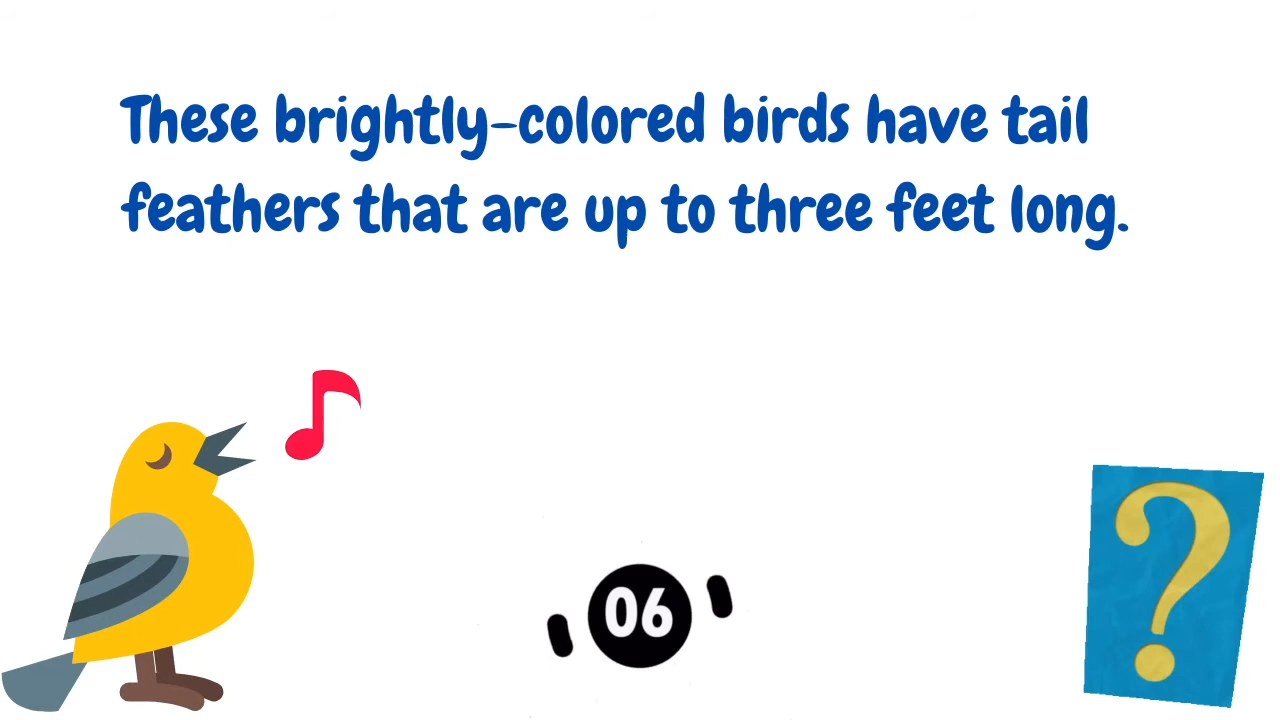 These brightly-colored birds have tail
feathers that are up to three feet long.
06
?